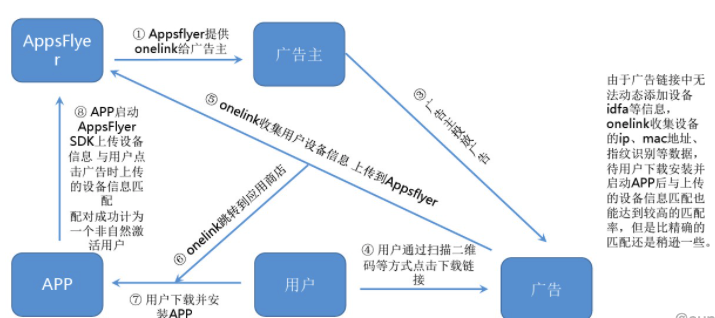 AppsFlye
r
① Appsflyer提供
onelink给广告主
广告主
③ 广告主投放广告
⑤ onelink收集用户设备信息 上传到Appsflyer
⑧ APP启动
AppsFlyer
SDK上传设备
信息 与用户点
击广告时上传
的设备信息匹
配
配对成功计为
一个非自然激
活用户
⑥ onelink跳转到应用商店
④ 用户通过扫描二维
码等方式点击下载链
接
APP
用户
广告
⑦ 用户下载并安
装APP
由于广告链接中无
法动态添加设备
idfa等信息，
onelink收集设备
的ip、mac地址、
指纹识别等数据，
待用户下载安装并
启动APP后与上传
的设备信息匹配也
能达到较高的匹配
率，但是比精确的
匹配还是稍逊一些。